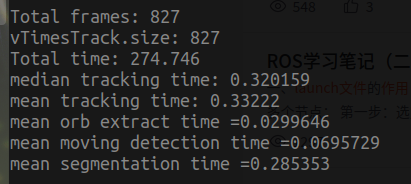 Total frames: 827
vTimesTrack.size: 827
Total time: 274.746
median tracking time: 0.320159
mean tracking time: 0.33222
mean orb extract time =0.0299646
mean moving detection time =0.0695729
mean segmentation time =0.285353
548
3
ROS学习笔记（二
launch文件的作用
第一步：选